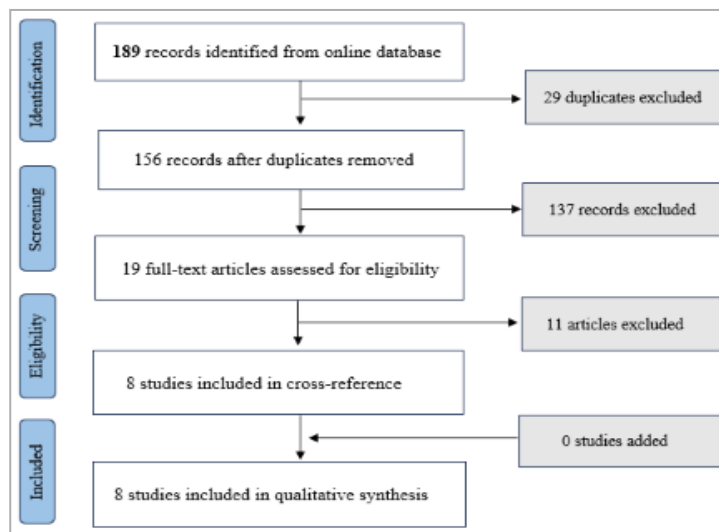 Identification
189 records identified from online database
29 duplicates excluded
156 records after duplicates removed
Screening
137 records excluded
19 full-text articles assessed for eligibility
Eligibility
11 articles excluded
8 studies included in cross-reference
Included
0 studies added
8 studies included in qualitative synthesis